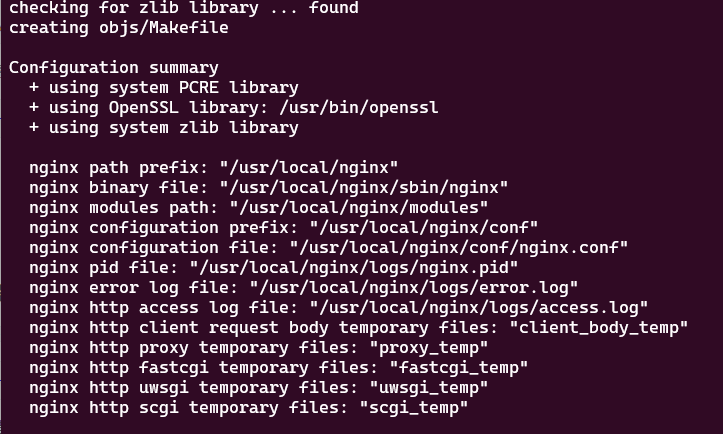 checking for zlib library ... found
creating objs/Makefile
Configuration summary
+ using system PCRE library
+ using OpenSSL library: /usr/bin/openssl
+ using system zlib library
nginx path prefix: "/usr/local/nginx"
nginx binary file: "/usr/local/nginx/sbin/nginx"
nginx modules path: "/usr/local/nginx/modules"
nginx configuration prefix: "/usr/local/nginx/conf"
nginx configuration file: "/usr/local/nginx/conf/nginx.conf"
nginx pid file: "/usr/local/nginx/logs/nginx.pid"
nginx error log file: "/usr/local/nginx/logs/error.log"
nginx http access log file: "/usr/local/nginx/logs/access.log"
nginx http client request body temporary files: "client_body_temp"
nginx http proxy temporary files: "proxy_temp"
nginx http fastcgi temporary files: "fastcgi_temp"
nginx http uwsgi temporary files: "uwsgi_temp"
nginx http scgi temporary files: "scgi_temp"